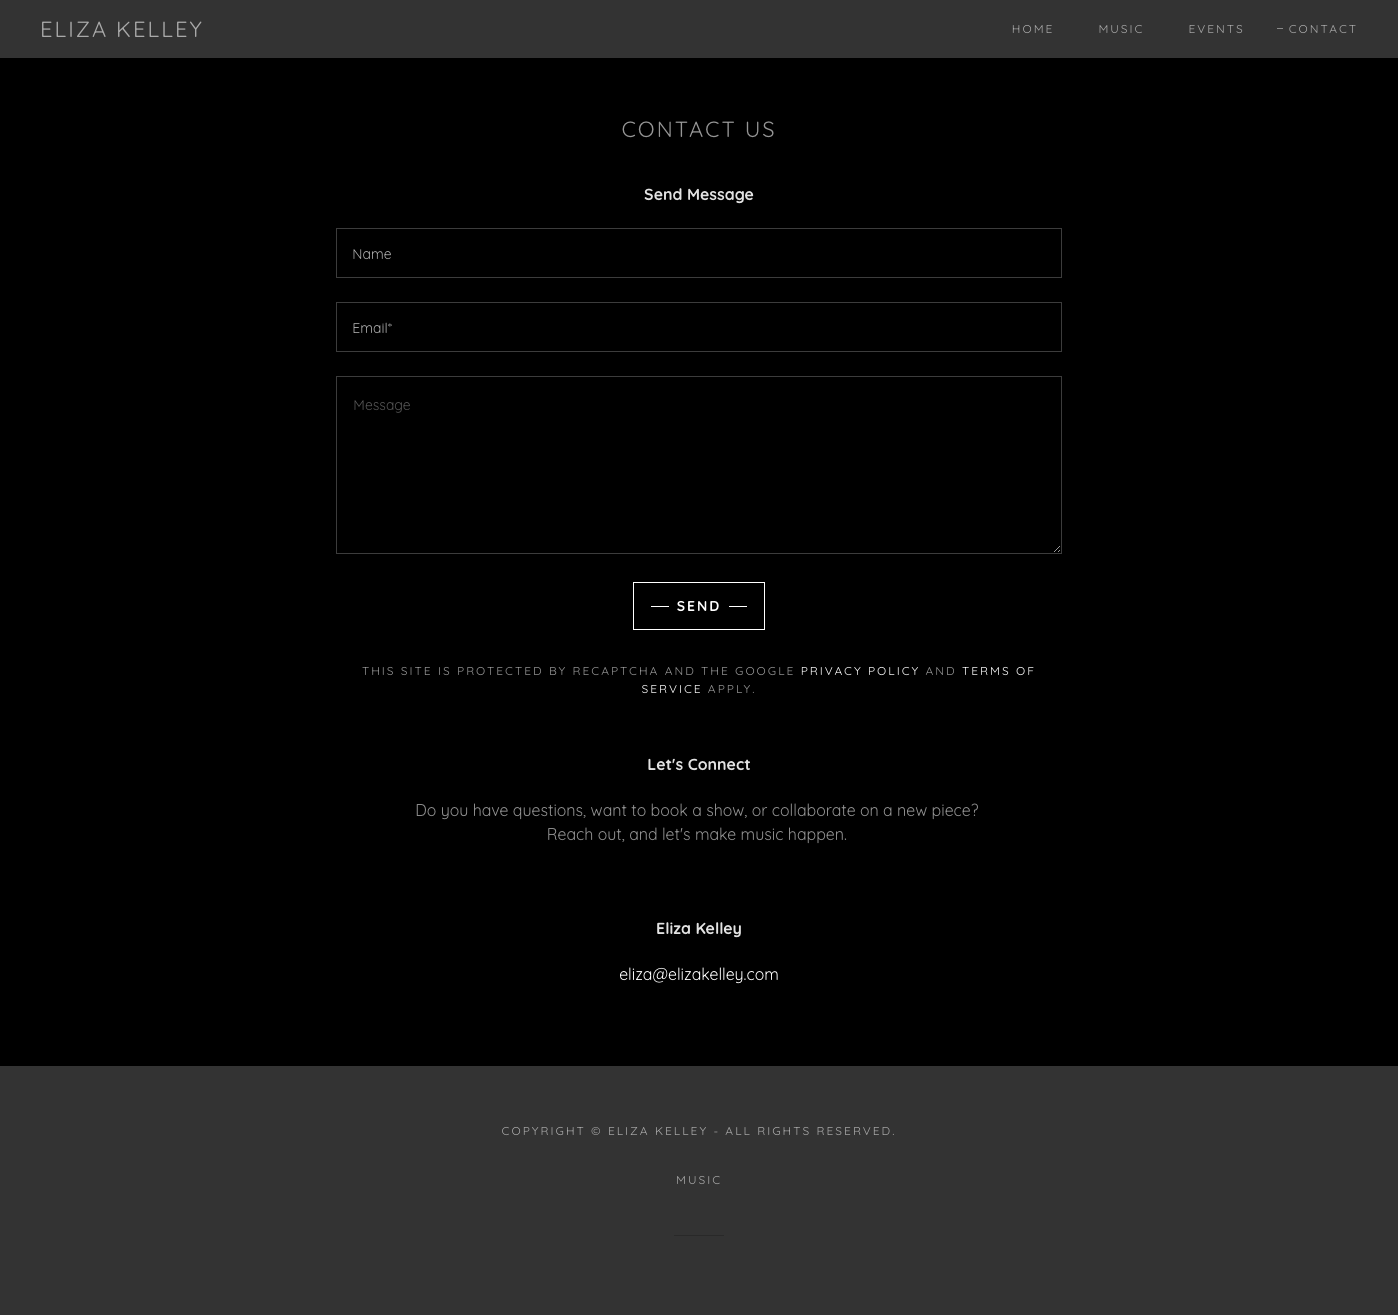 ELIZA KELLEY
HOME MUSIC EVENTS CONTACT
CONTACT US
Send Message
Name
Email*
Message
SEND
THIS SITE IS PROTECTED BY RECAPTCHA AND THE GOOGLE PRIVACY POLICY AND TERMS OF
SERVICE APPLY.
Let's Connect
Do you have questions, want to book a show, or collaborate on a new piece?
Reach out, and let's make music happen.
Eliza Kelley
eliza@elizakelley.com
COPYRIGHT © ELIZA KELLEY - ALL RIGHTS RESERVED.
MUSIC